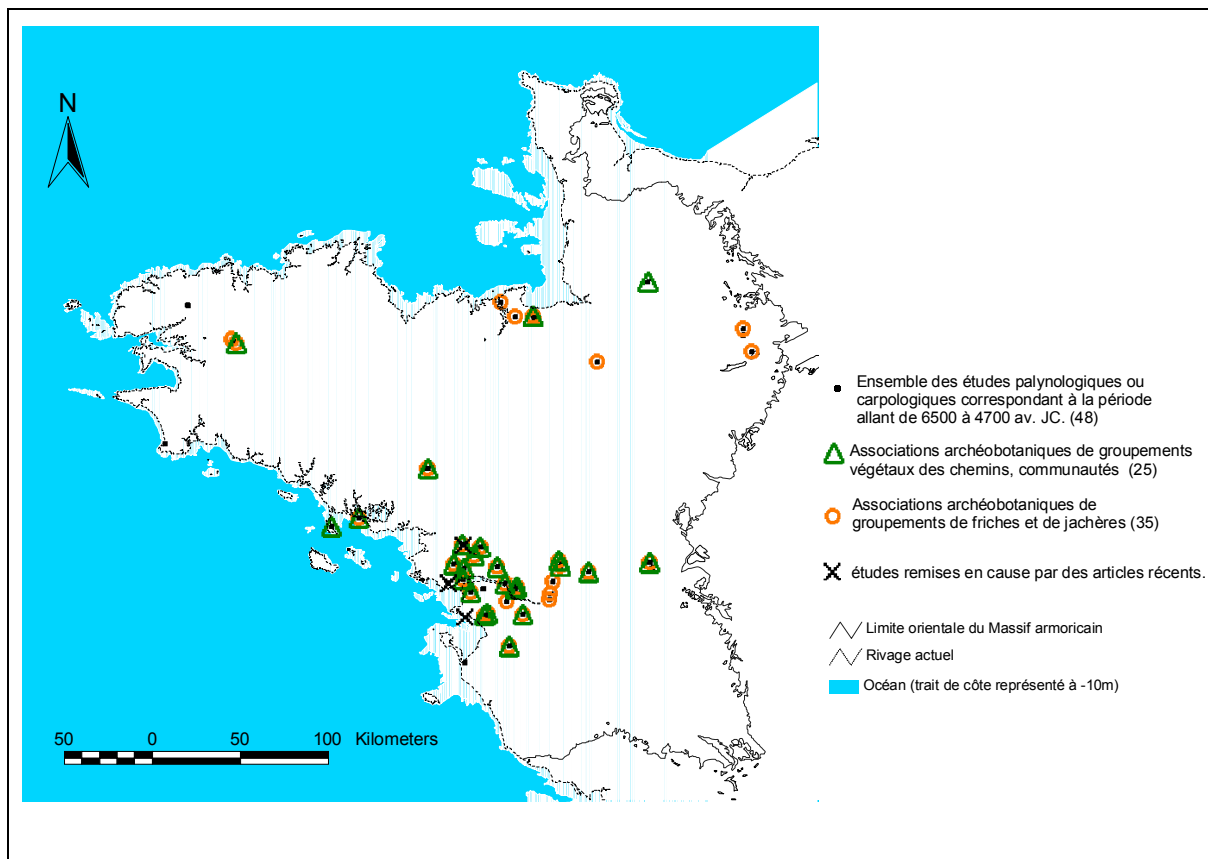 N
Ensemble des études palynologiques ou
carpologiques correspondant à la période
allant de 6500 à 4700 av. JC. (48)
Associations archéobotaniques de groupements
végétaux des chemins, communautés (25)
Associations archéobotaniques de
groupements de friches et de jachères (35)
études remises en cause par des articles récents.
Limite orientale du Massif armoricain
Rivage actuel
Océan (trait de côte représenté à -10m)
50 0 50 100 Kilometers